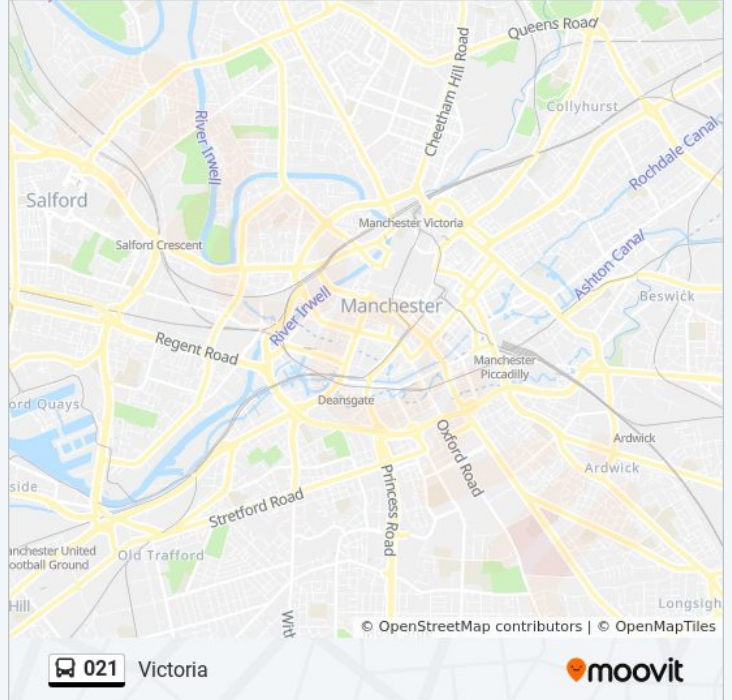 Queens Road
Cheetham Hill Road
Collyhurst
River Irwell
Rochdale Canal
Salford
Manchester Victoria
Salford Crescent
Ashton Canal
Beswick
River Irwell
Manchester
Regent Road
Manchester
Piccadilly
ord Quays
Deansgate
Oxford Road
Ardwick
Ardwick
side
Princess Road
Stretford Road
anchester United
ootball Ground
Old Trafford
Hill
Longsigh
With
© OpenStreetMap contributors | © OpenMapTiles
021 Victoria
moovit